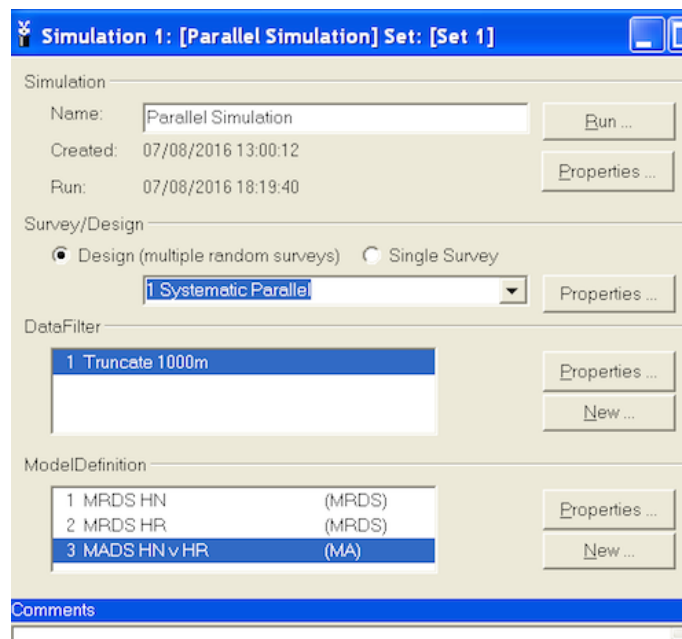 Simulation 1: [Parallel Simulation] Set: [Set 1]
Simulation
Name: Parallel Simulation Run ...
Created: 07/08/2016 13:00:12
Properties ...
Run: 07/08/2016 18:19:40
Survey/Design
Design (multiple random surveys) Single Survey
1 Systematic Parallel Properties ...
DataFilter
1 Truncate 1000m Properties ...
New ...
ModelDefinition
1 MRDS HN (MRDS) Properties ...
2 MRDS HR (MRDS)
3 MADS HN v HR (MA) New ...
Comments